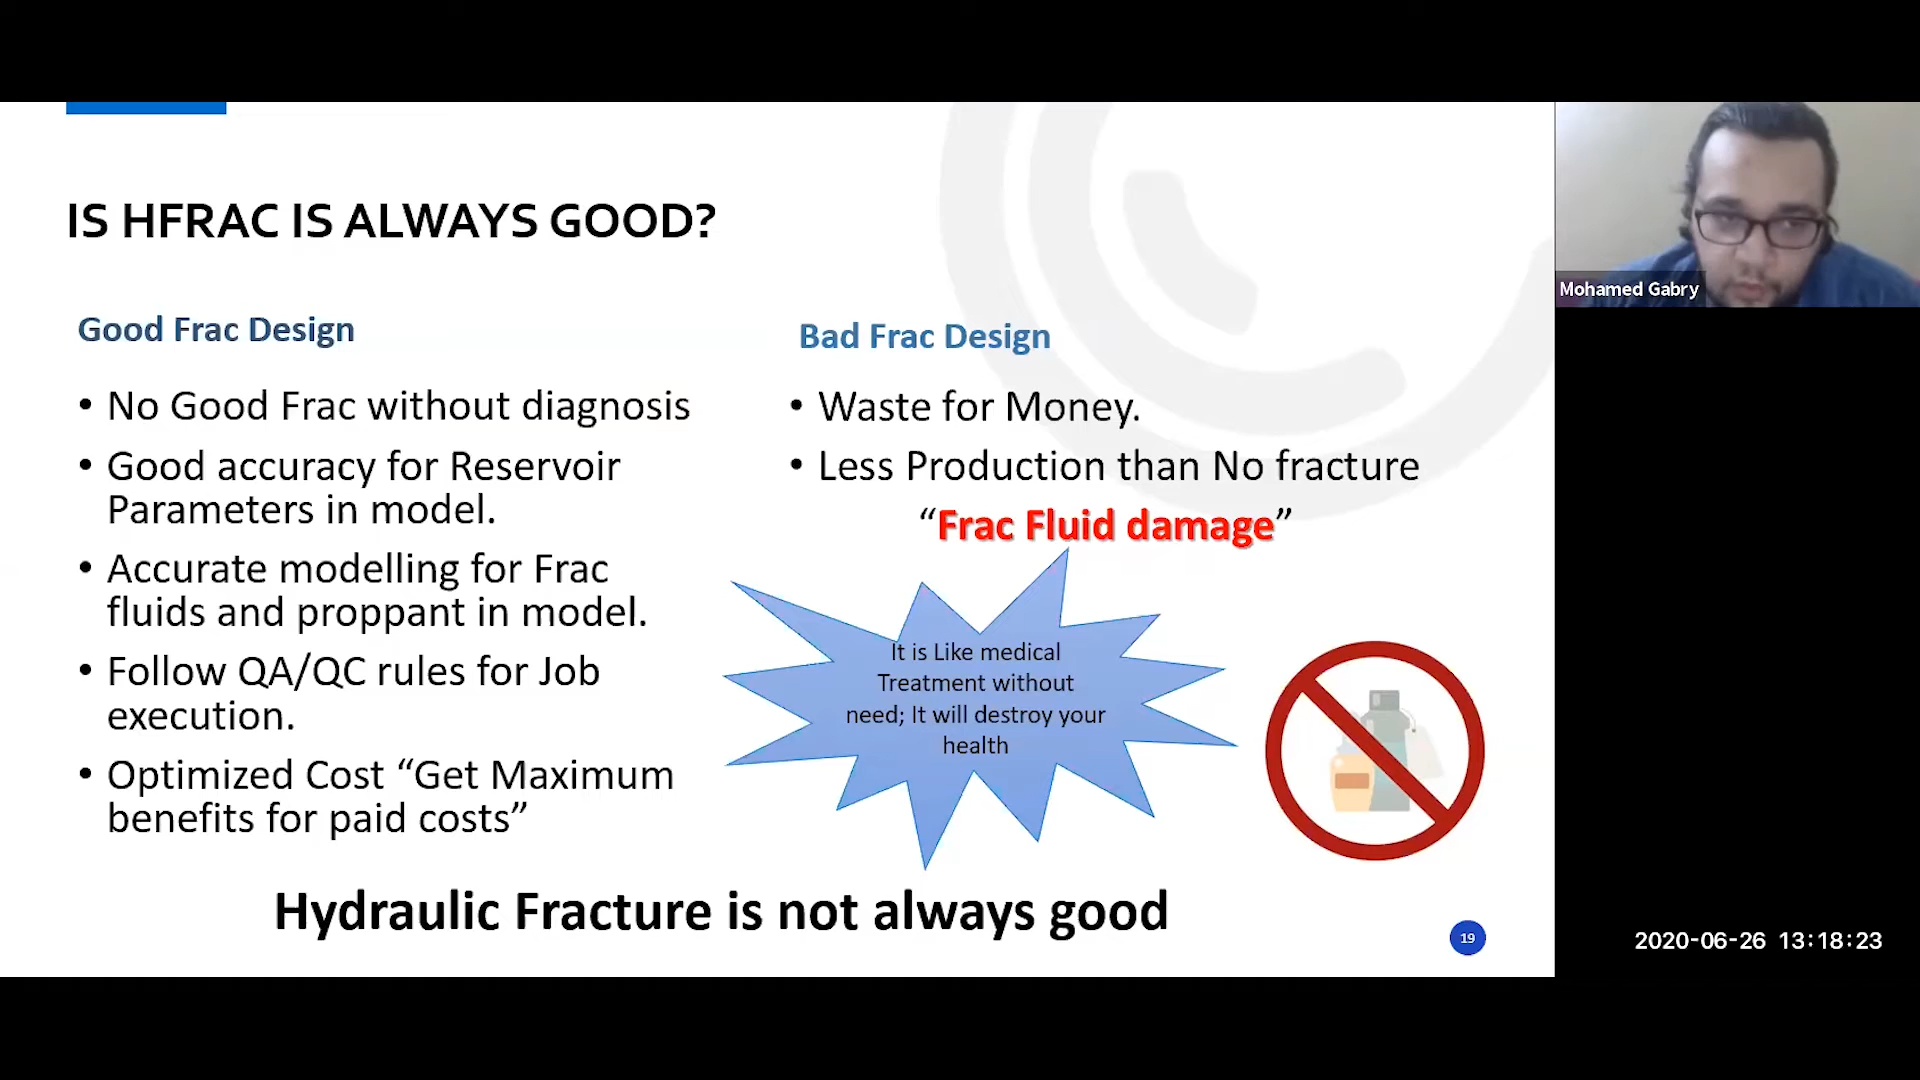 IS HFRAC IS ALWAYS GOOD?
Good Frac Design
• No Good Frac without diagnosis
• Good accuracy for Reservoir
Parameters in model.
• Accurate modelling for Frac
fluids and proppant in model.
• Follow QA/QC rules for Job
execution.
• Optimized Cost “Get Maximum
benefits for paid costs”
Bad Frac Design
• Waste for Money.
• Less Production than No fracture
“Frac Fluid damage”
It is Like medical
Treatment without
need; It will destroy your
health
Hydraulic Fracture is not always good
19
Mohamed Gabry
2020-06-26 13:18:23